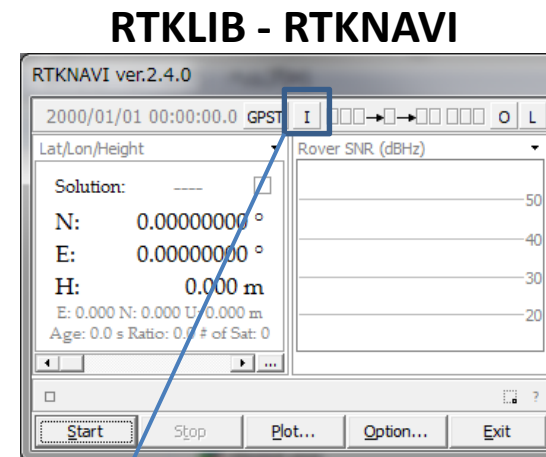 RTKLIB - RTKNAVI
RTKNAVI ver.2.4.0
2000/01/01 00:00:00.0 GPST I O L
Lat/Lon/Height Rover SNR (dBHz)
Solution: ----
N: 0.00000000 °
E: 0.00000000 °
H: 0.000 m
E: 0.000 N: 0.000 U: 0.000 m
Age: 0.0 s Ratio: 0.0 # of Sat: 0
50
40
30
20
...
?
Start Stop Plot... Option... Exit